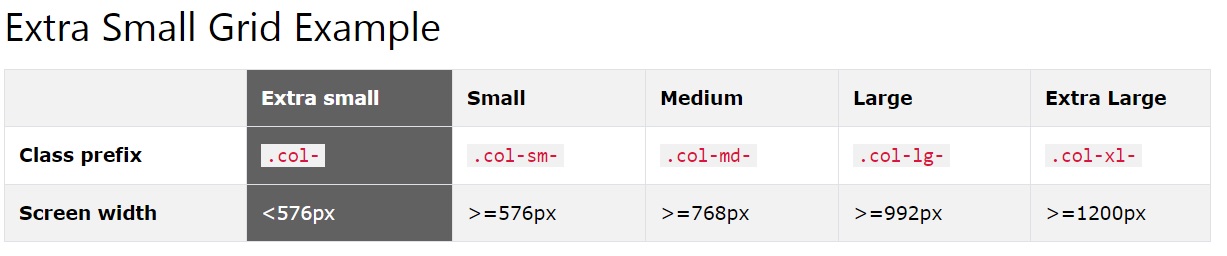 Extra Small Grid Example
Extra small Small Medium Large Extra Large
Class prefix .col- .col-sm- .col-md- .col-lg- .col-xl-
Screen width <576px >=576px >=768px >=992px >=1200px